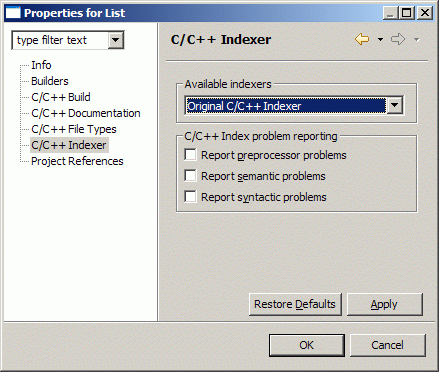 Properties for List
type filter text
Info
Builders
C/C++ Build
C/C++ Documentation
C/C++ File Types
C/C++ Indexer
Project References
C/C++ Indexer
Available indexers
Original C/C++ Indexer
C/C++ Index problem reporting
Report preprocessor problems
Report semantic problems
Report syntactic problems
Restore Defaults
Apply
OK
Cancel